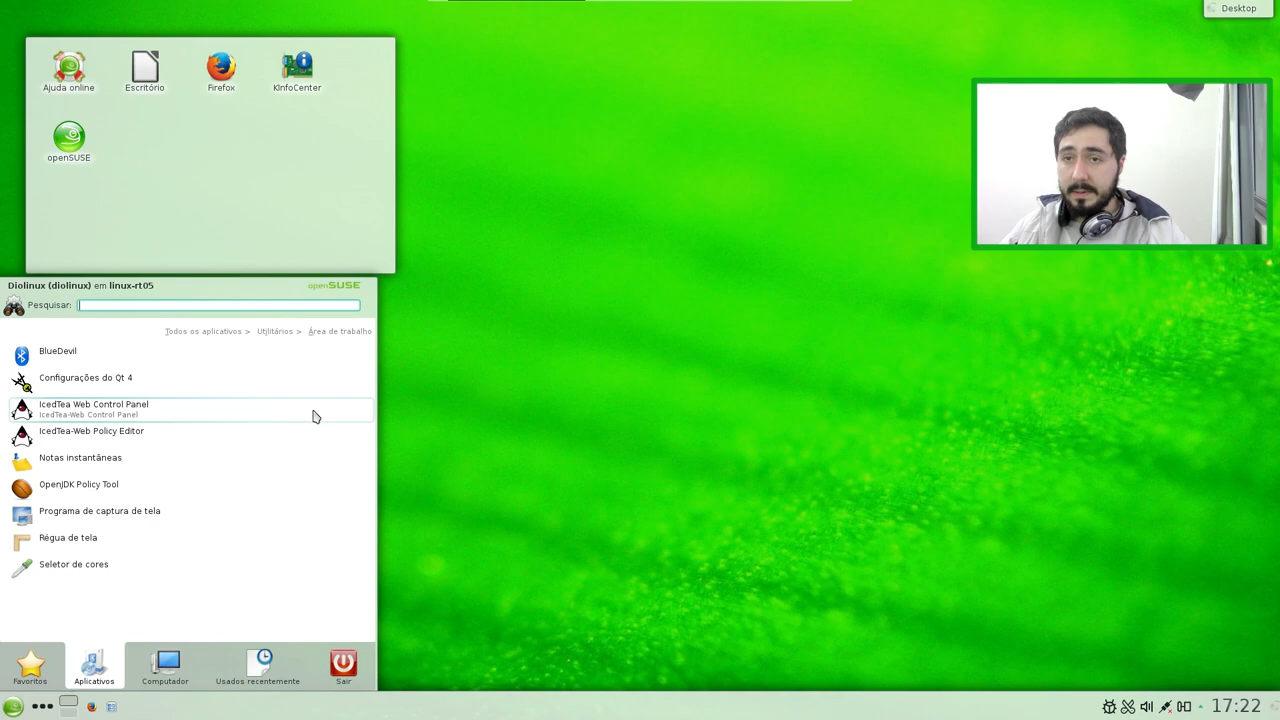 Desktop
Ajuda online
Escritório
Firefox
KInfoCenter
openSUSE
Diolinux (diolinux) em linux-rt05
openSUSE
Pesquisar:
Todos os aplicativos > Utilitários > Área de trabalho
BlueDevil
Configurações do Qt 4
IcedTea Web Control Panel
IcedTea-Web Control Panel
IcedTea-Web Policy Editor
Notas instantâneas
OpenJDK Policy Tool
Programa de captura de tela
Régua de tela
Seletor de cores
Favoritos
Aplicativos
Computador
Usados recentemente
Sair
17:22